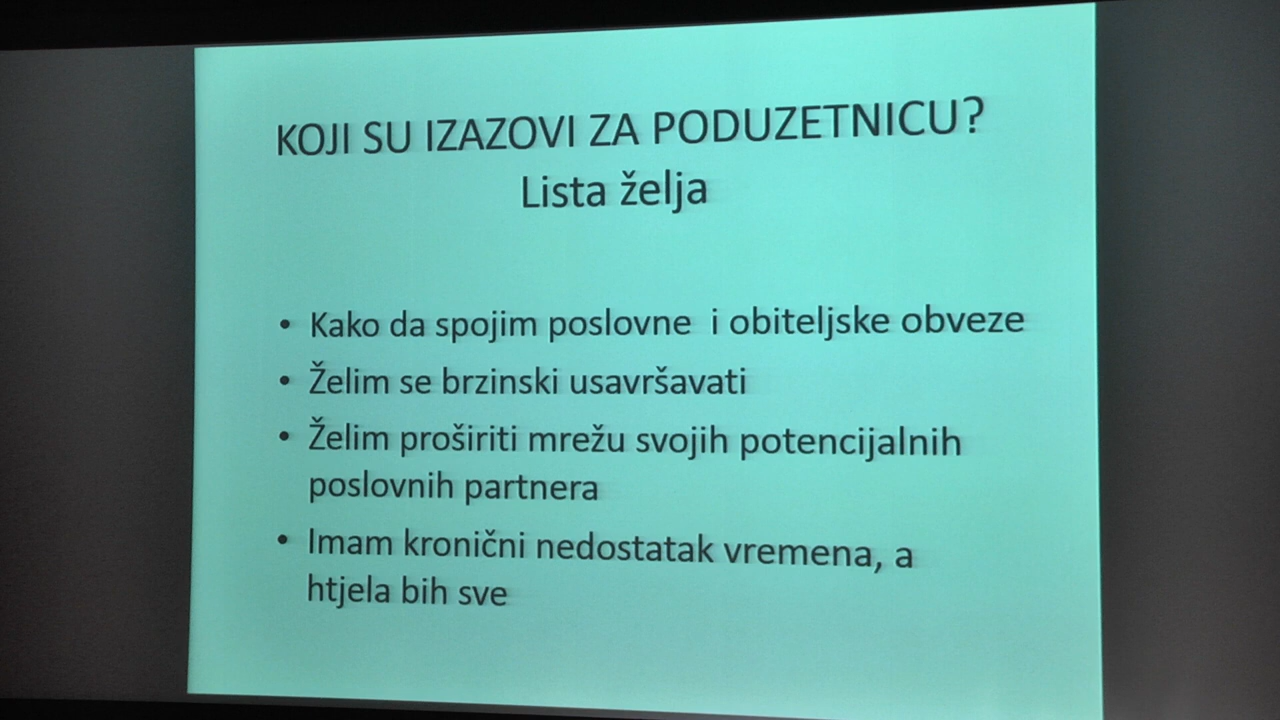 KOJI SU IZAZOVI ZA PODUZETNICU?
Lista želja
• Kako da spojim poslovne  i obiteljske obveze
• Želim se brzinski usavršavati
• Želim proširiti mrežu svojih potencijalnih
poslovnih partnera
• Imam kronični nedostatak vremena, a
htjela bih sve